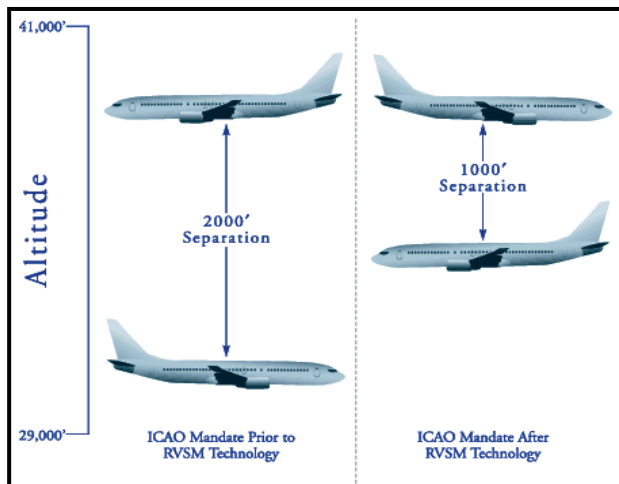 41,000′
Altitude
29,000′
2000′
Separation
ICAO Mandate Prior to
RVSM Technology
1000′
Separation
ICAO Mandate After
RVSM Technology